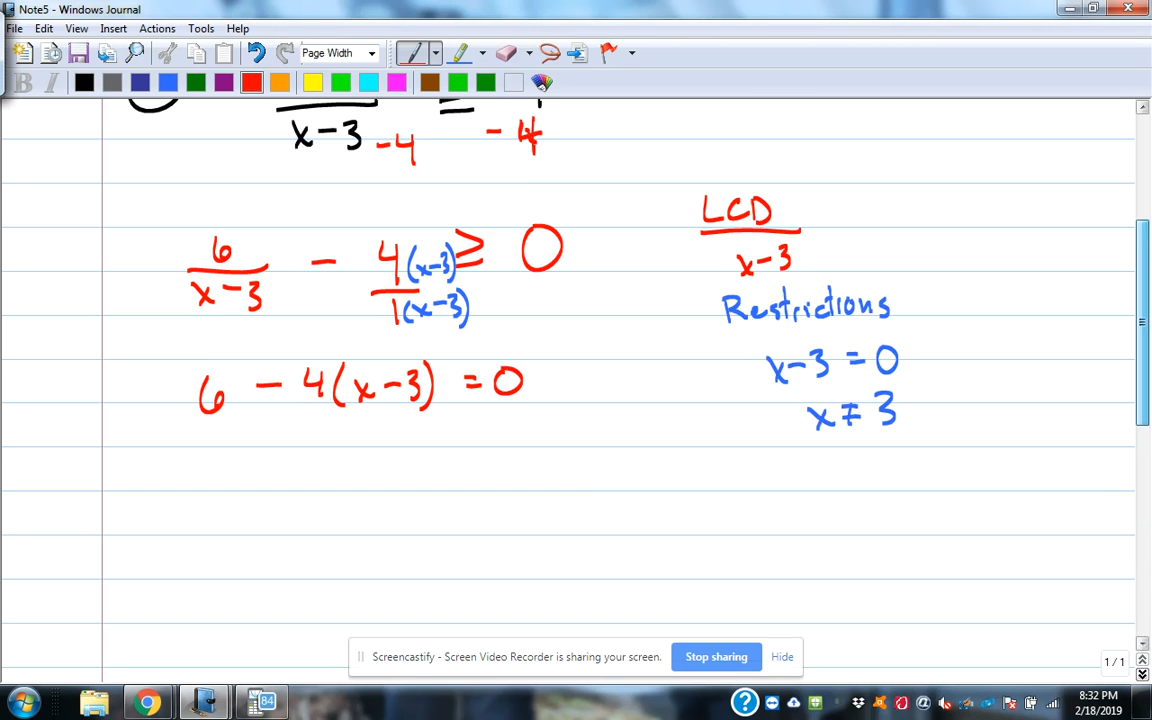 Note5 - Windows Journal
File Edit View Insert Actions Tools Help
Page Width
B I
x-3 -4 - 4
LCD
x-3
6/(x-3) - 4(x-3)/1(x-3) ≥ 0
Restrictions
x-3 = 0
x ≠ 3
6 - 4(x-3) = 0
Screencastify - Screen Video Recorder is sharing your screen. Stop sharing Hide
1 / 1
84
8:32 PM
2/18/2019